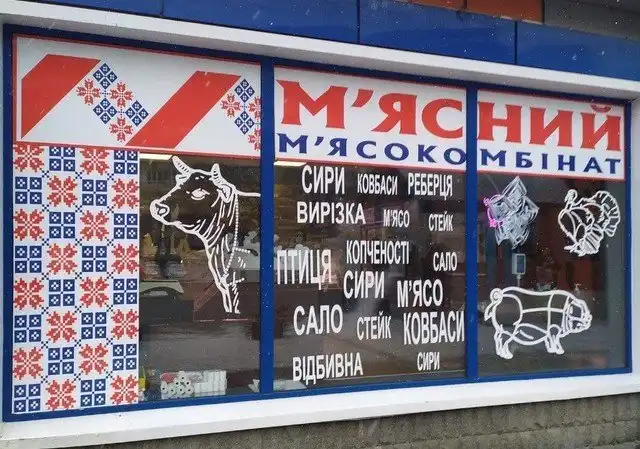 М'ЯСНИЙ
М'ЯСОКОМБІНАТ
СИРИ КОВБАСИ РЕБЕРЦЯ
ВИРІЗКА М'ЯСО СТЕЙК
ПТИЦЯ КОПЧЕНОСТІ САЛО
СИРИ М'ЯСО
САЛО СТЕЙК КОВБАСИ
ВІДБИВНА СИРИ